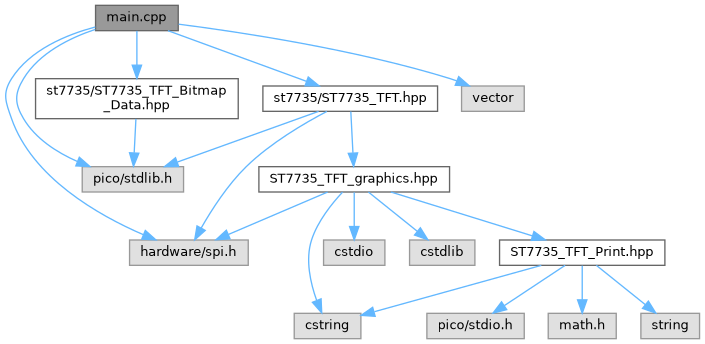 main.cpp
st7735/ST7735_TFT_Bitmap
_Data.hpp
st7735/ST7735_TFT.hpp
vector
pico/stdlib.h
ST7735_TFT_graphics.hpp
hardware/spi.h
cstdio
cstdlib
ST7735_TFT_Print.hpp
cstring
pico/stdio.h
math.h
string